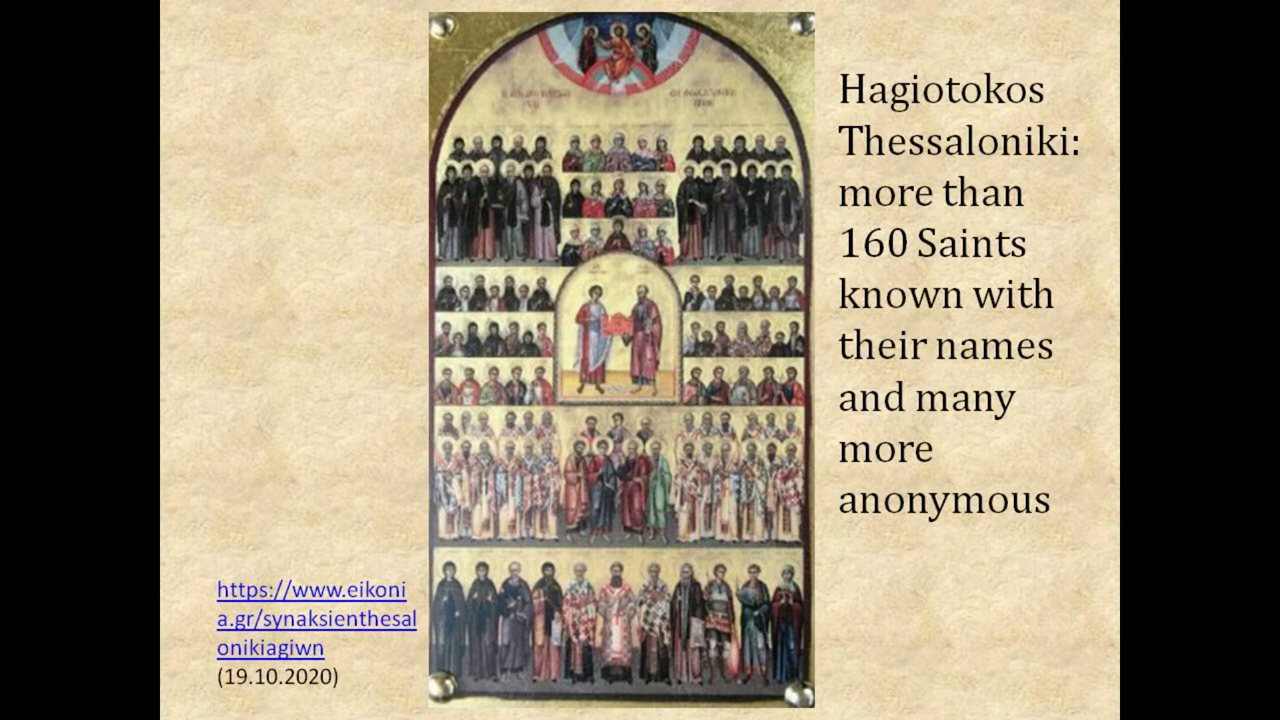 Hagiotokos
Thessaloniki:
more than
160 Saints
known with
their names
and many
more
anonymous
https://www.eikoni
a.gr/synaksienthesal
onikiagiwn
(19.10.2020)